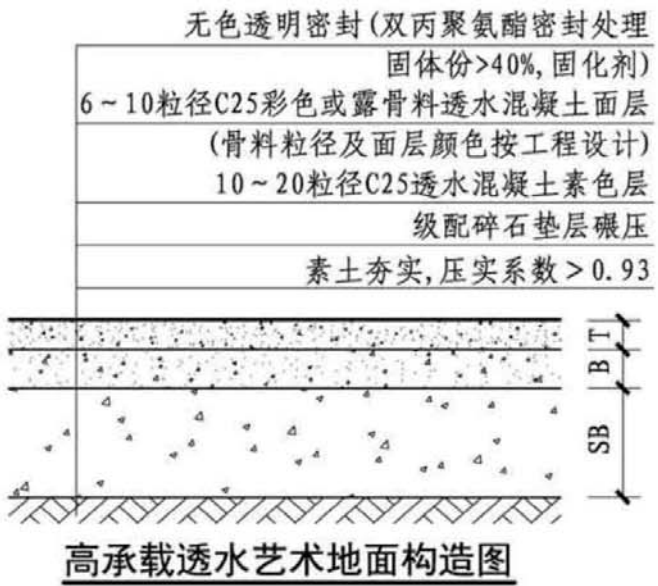 无色透明密封(双丙聚氨酯密封处理
固体份>40%,固化剂)
6~10粒径C25彩色或露骨料透水混凝土面层
(骨料粒径及面层颜色按工程设计)
10~20粒径C25透水混凝土素色层
级配碎石垫层碾压
素土夯实,压实系数>0.93
T
B
SB
高承载透水艺术地面构造图